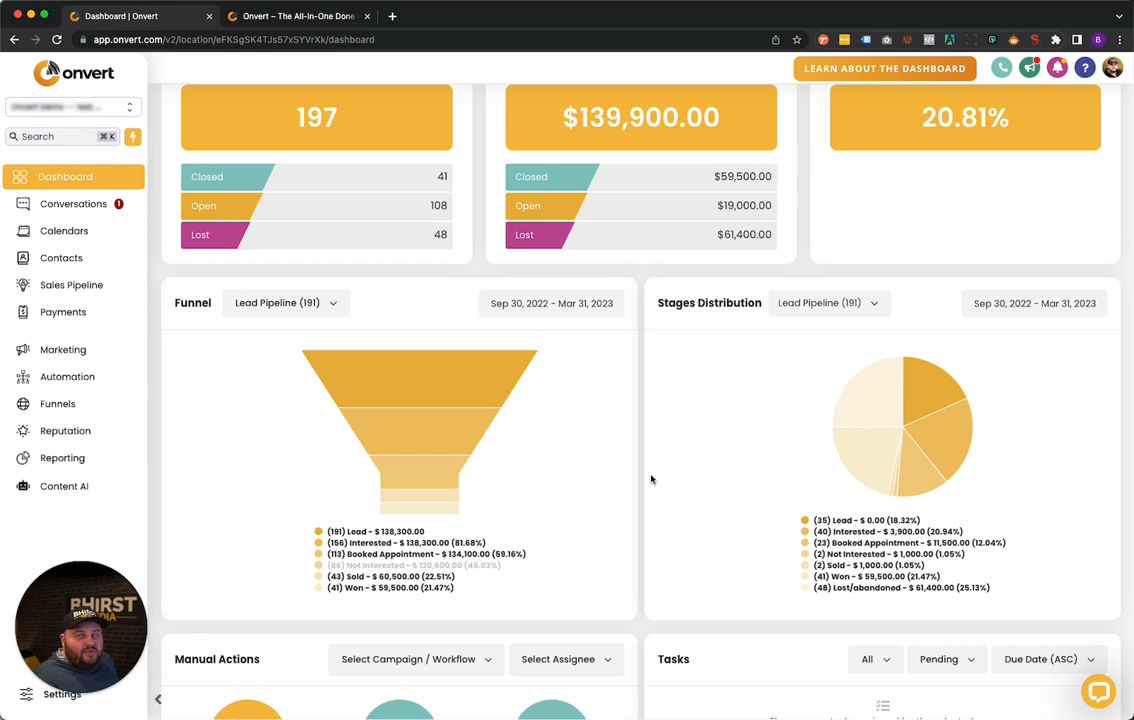 Dashboard | Onvert
Onvert – The All-In-One Done
app.onvert.com/v2/location/eFKSgSK4TJs57xSYVrXk/dashboard
B
onvert
LEARN ABOUT THE DASHBOARD
?
Search
⌘ K
Dashboard
Conversations
1
Calendars
Contacts
Sales Pipeline
Payments
Marketing
Automation
Funnels
Reputation
Reporting
Content AI
Settings
197
Closed 41
Open 108
Lost 48
$139,900.00
Closed $59,500.00
Open $19,000.00
Lost $61,400.00
20.81%
Funnel
Lead Pipeline (191)
Sep 30, 2022 - Mar 31, 2023
(191) Lead - $ 138,300.00
(156) Interested - $ 138,300.00 (81.68%)
(113) Booked Appointment - $ 134,100.00 (59.16%)
(86) Not Interested - $ 120,600.00 (45.03%)
(43) Sold - $ 60,500.00 (22.51%)
(41) Won - $ 59,500.00 (21.47%)
Stages Distribution
Lead Pipeline (191)
Sep 30, 2022 - Mar 31, 2023
(35) Lead - $ 0.00 (18.32%)
(40) Interested - $ 3,900.00 (20.94%)
(23) Booked Appointment - $ 11,500.00 (12.04%)
(2) Not Interested - $ 1,000.00 (1.05%)
(2) Sold - $ 1,000.00 (1.05%)
(41) Won - $ 59,500.00 (21.47%)
(48) Lost/abandoned - $ 61,400.00 (25.13%)
Manual Actions
Select Campaign / Workflow
Select Assignee
Tasks
All
Pending
Due Date (ASC)
BHIRST
MEDIA